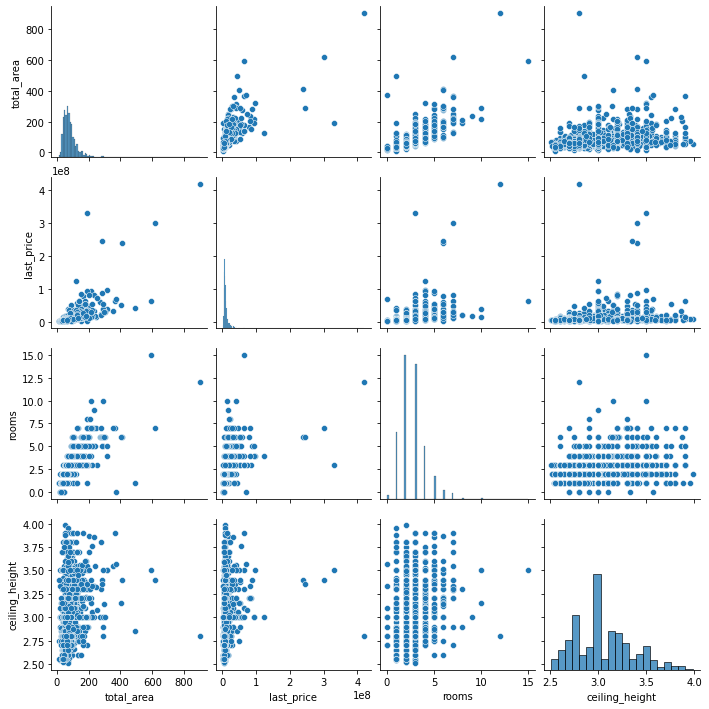 800
600
400
200
0
total_area
1e8
4
3
2
1
0
last_price
15.0
12.5
10.0
7.5
5.0
2.5
0.0
rooms
4.00
3.75
3.50
3.25
3.00
2.75
2.50
ceiling_height
0 200 400 600 800
total_area
0 1 2 3 4
1e8
last_price
0 5 10 15
rooms
2.5 3.0 3.5 4.0
ceiling_height